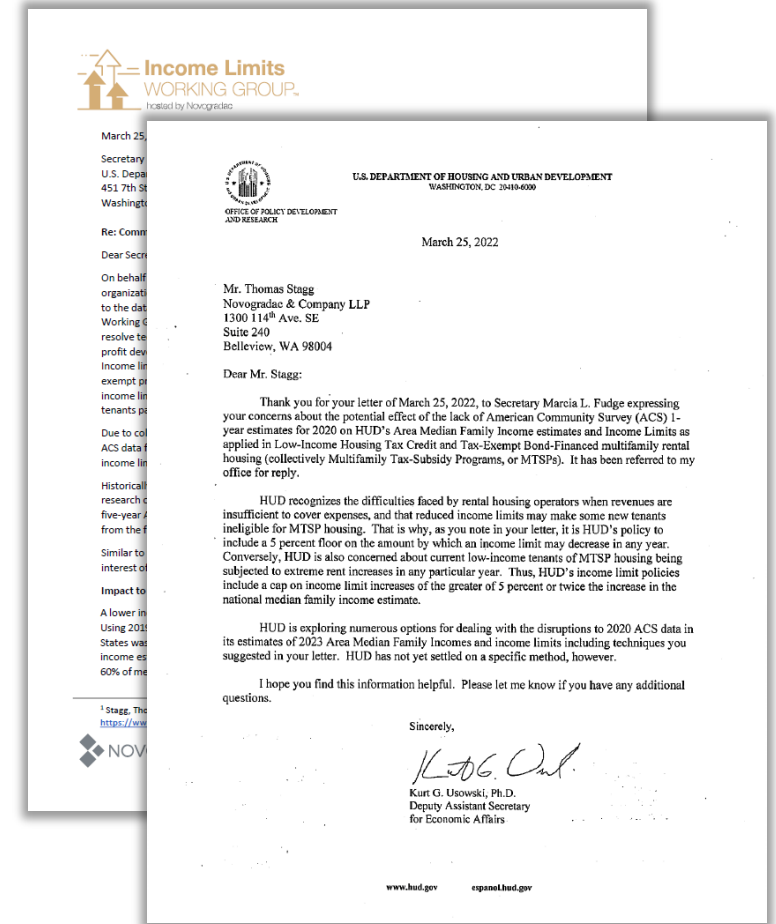 Income Limits
WORKING GROUP
hosted by Novogradac
March 25,
Secretary
U.S. Depa
451 7th St
Washingt
Re: Comm
Dear Secr
On behalf
organizati
to the dat
Working G
resolve te
profit dev
Income lin
exempt pr
income lin
tenants pa
Due to col
ACS data f
income lin
Historicall
research c
five-year A
from the f
Similar to
interest of
Impact to
A lower in
Using 2019
States was
income es
60% of me
1 Stagg, Tho
https://ww
NOV
U.S. DEPARTMENT OF HOUSING AND URBAN DEVELOPMENT
WASHINGTON, DC 20410-6000
OFFICE OF POLICY DEVELOPMENT
AND RESEARCH
March 25, 2022
Mr. Thomas Stagg
Novogradac & Company LLP
1300 114th Ave. SE
Suite 240
Belleview, WA 98004
Dear Mr. Stagg:
Thank you for your letter of March 25, 2022, to Secretary Marcia L. Fudge expressing
your concerns about the potential effect of the lack of American Community Survey (ACS) 1-
year estimates for 2020 on HUD's Area Median Family Income estimates and Income Limits as
applied in Low-Income Housing Tax Credit and Tax-Exempt Bond-Financed multifamily rental
housing (collectively Multifamily Tax-Subsidy Programs, or MTSPs). It has been referred to my
office for reply.
HUD recognizes the difficulties faced by rental housing operators when revenues are
insufficient to cover expenses, and that reduced income limits may make some new tenants
ineligible for MTSP housing. That is why, as you note in your letter, it is HUD's policy to
include a 5 percent floor on the amount by which an income limit may decrease in any year.
Conversely, HUD is also concerned about current low-income tenants of MTSP housing being
subjected to extreme rent increases in any particular year. Thus, HUD's income limit policies
include a cap on income limit increases of the greater of 5 percent or twice the increase in the
national median family income estimate.
HUD is exploring numerous options for dealing with the disruptions to 2020 ACS data in
its estimates of 2023 Area Median Family Incomes and income limits including techniques you
suggested in your letter. HUD has not yet settled on a specific method, however.
I hope you find this information helpful. Please let me know if you have any additional
questions.
Sincerely,
Kurt G. Usowski, Ph.D.
Deputy Assistant Secretary
for Economic Affairs
www.hud.gov espanol.hud.gov